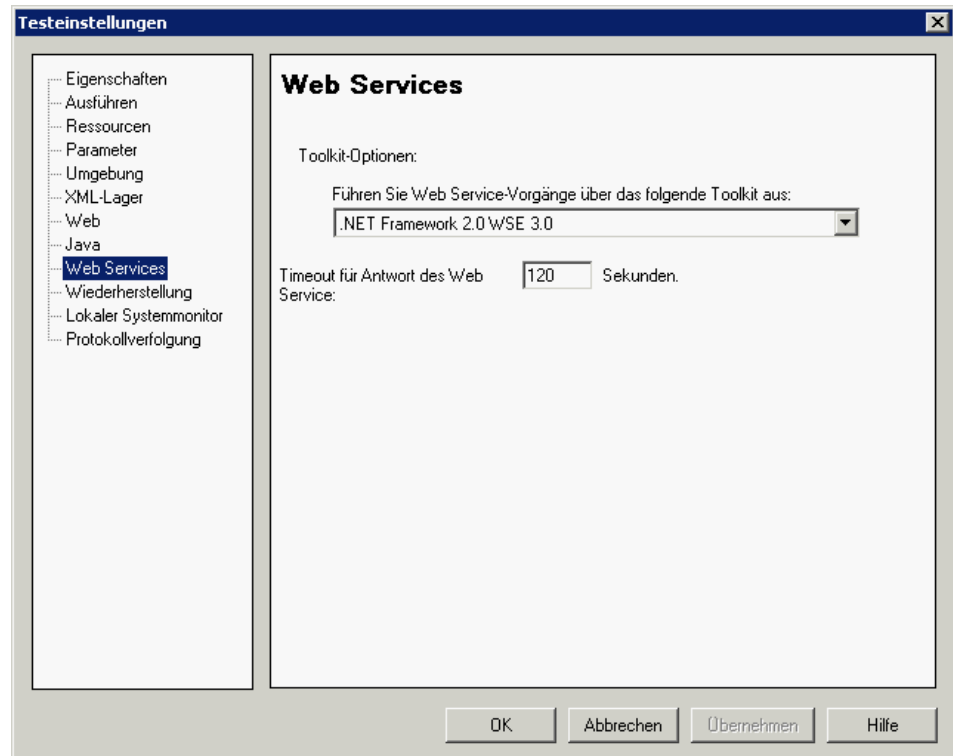 Testeinstellungen
Eigenschaften
Ausführen
Ressourcen
Parameter
Umgebung
XML-Lager
Web
Java
Web Services
Wiederherstellung
Lokaler Systemmonitor
Protokollverfolgung
Web Services
Toolkit-Optionen:
Führen Sie Web Service-Vorgänge über das folgende Toolkit aus:
.NET Framework 2.0 WSE 3.0
Timeout für Antwort des Web 120 Sekunden.
Service:
OK Abbrechen Übernehmen Hilfe